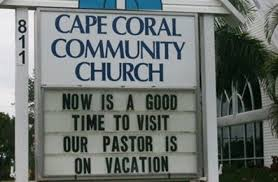 811
CAPE CORAL
COMMUNITY
CHURCH
NOW IS A GOOD
TIME TO VISIT
OUR PASTOR IS
ON VACATION